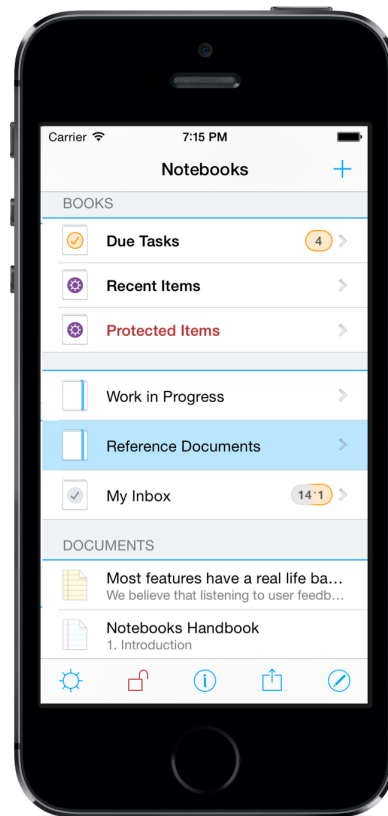 Carrier 7:15 PM
Notebooks
BOOKS
Due Tasks 4
Recent Items
Protected Items
Work in Progress
Reference Documents
My Inbox 14 1
DOCUMENTS
Most features have a real life ba…
We believe that listening to user feedb…
Notebooks Handbook
1. Introduction